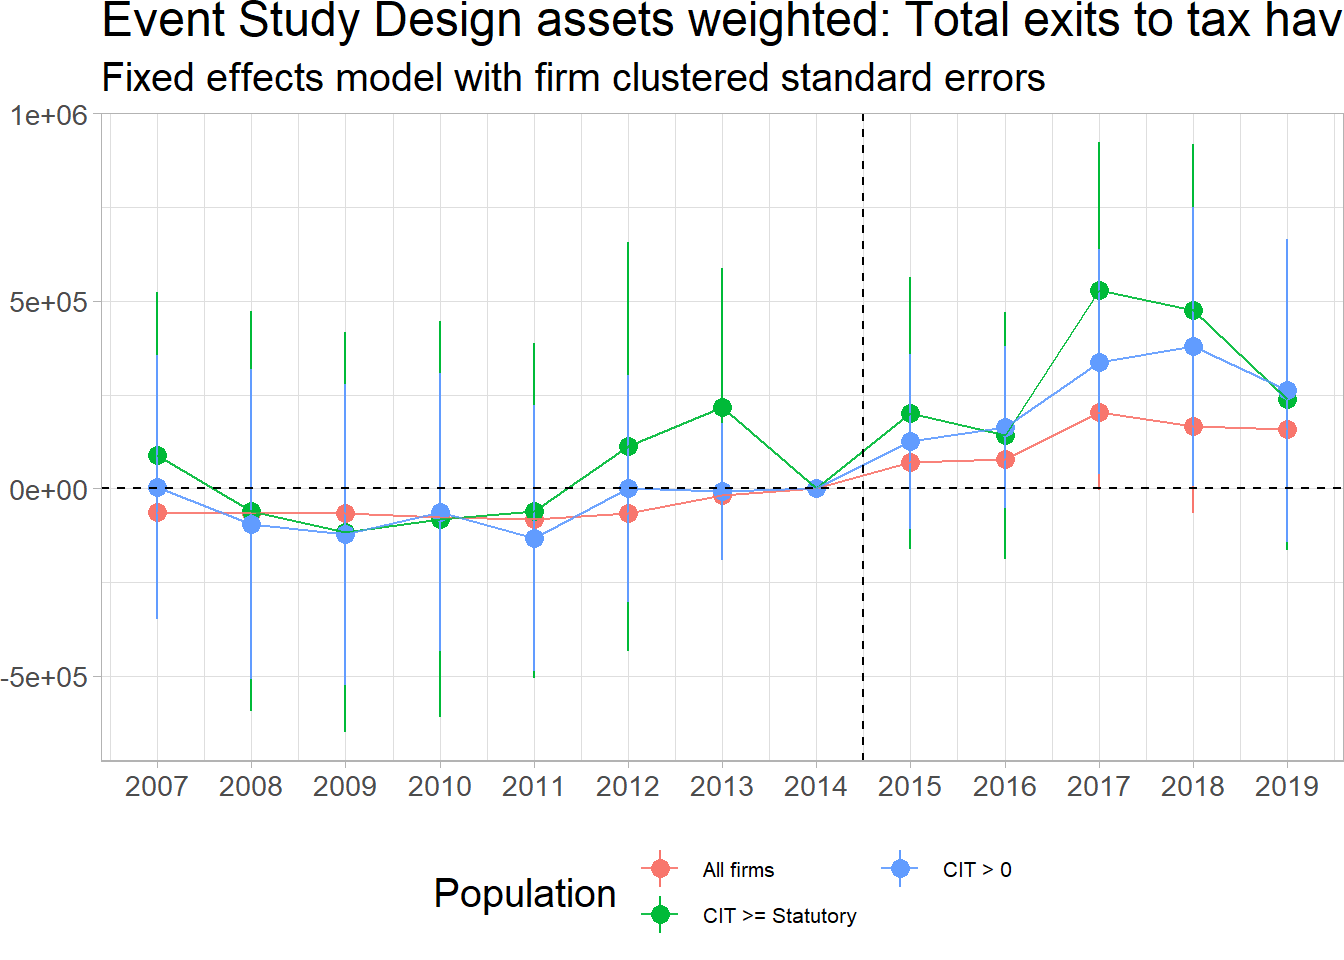 Event Study Design assets weighted: Total exits to tax hav
Fixed effects model with firm clustered standard errors
1e+06
5e+05
0e+00
-5e+05
2007 2008 2009 2010 2011 2012 2013 2014 2015 2016 2017 2018 2019
Population
All firms
CIT >= Statutory
CIT > 0